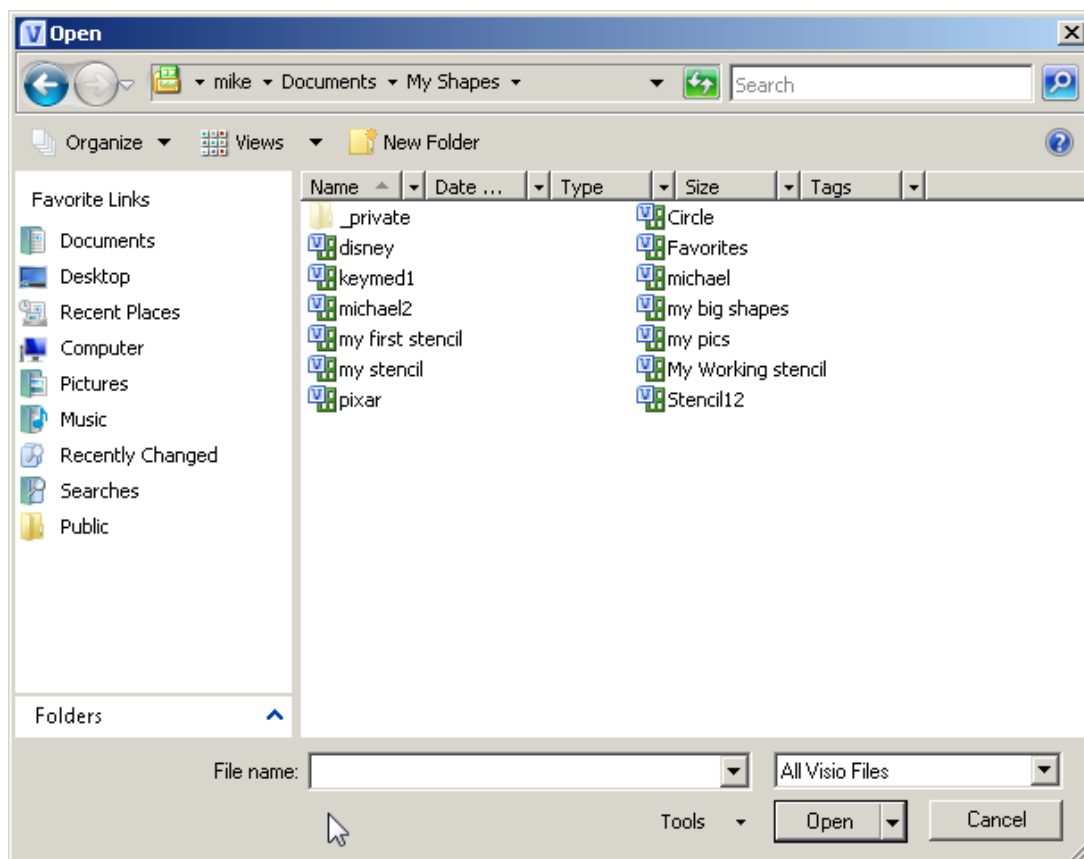 Open
mike Documents My Shapes Search
Organize Views New Folder
Favorite Links
Documents
Desktop
Recent Places
Computer
Pictures
Music
Recently Changed
Searches
Public
Folders
Name Date ... Type Size Tags
_private Circle
disney Favorites
keymed1 michael
michael2 my big shapes
my first stencil my pics
my stencil My Working stencil
pixar Stencil12
File name: All Visio Files
Tools Open Cancel